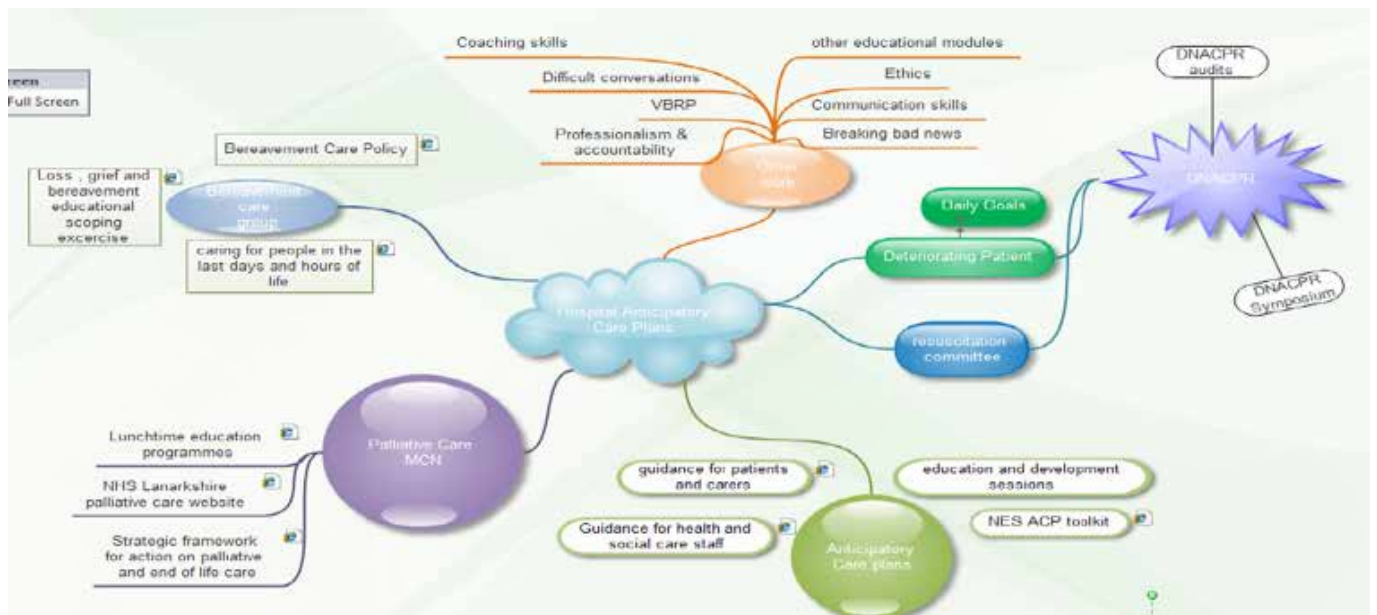 Coaching skills
other educational modules
Difficult conversations
Ethics
VBRP
Communication skills
Professionalism &
accountability
Breaking bad news
DNACPR
audits
DNACPR
DNACPR
Symposium
reen
Full Screen
Bereavement Care Policy
Loss , grief and
bereavement
educational
scoping
excercise
Bereavement
care
group
caring for people in the
last days and hours of
life
Daily Goals
Deteriorating Patient
resuscitation
committee
Hospital Anticipatory
Care Plans
Palliative Care
MCN
Lunchtime education
programmes
NHS Lanarkshire
palliative care website
Strategic framework
for action on palliative
and end of life care
guidance for patients
and carers
education and development
sessions
Guidance for health and
social care staff
NES ACP toolkit
Anticipatory
Care plans